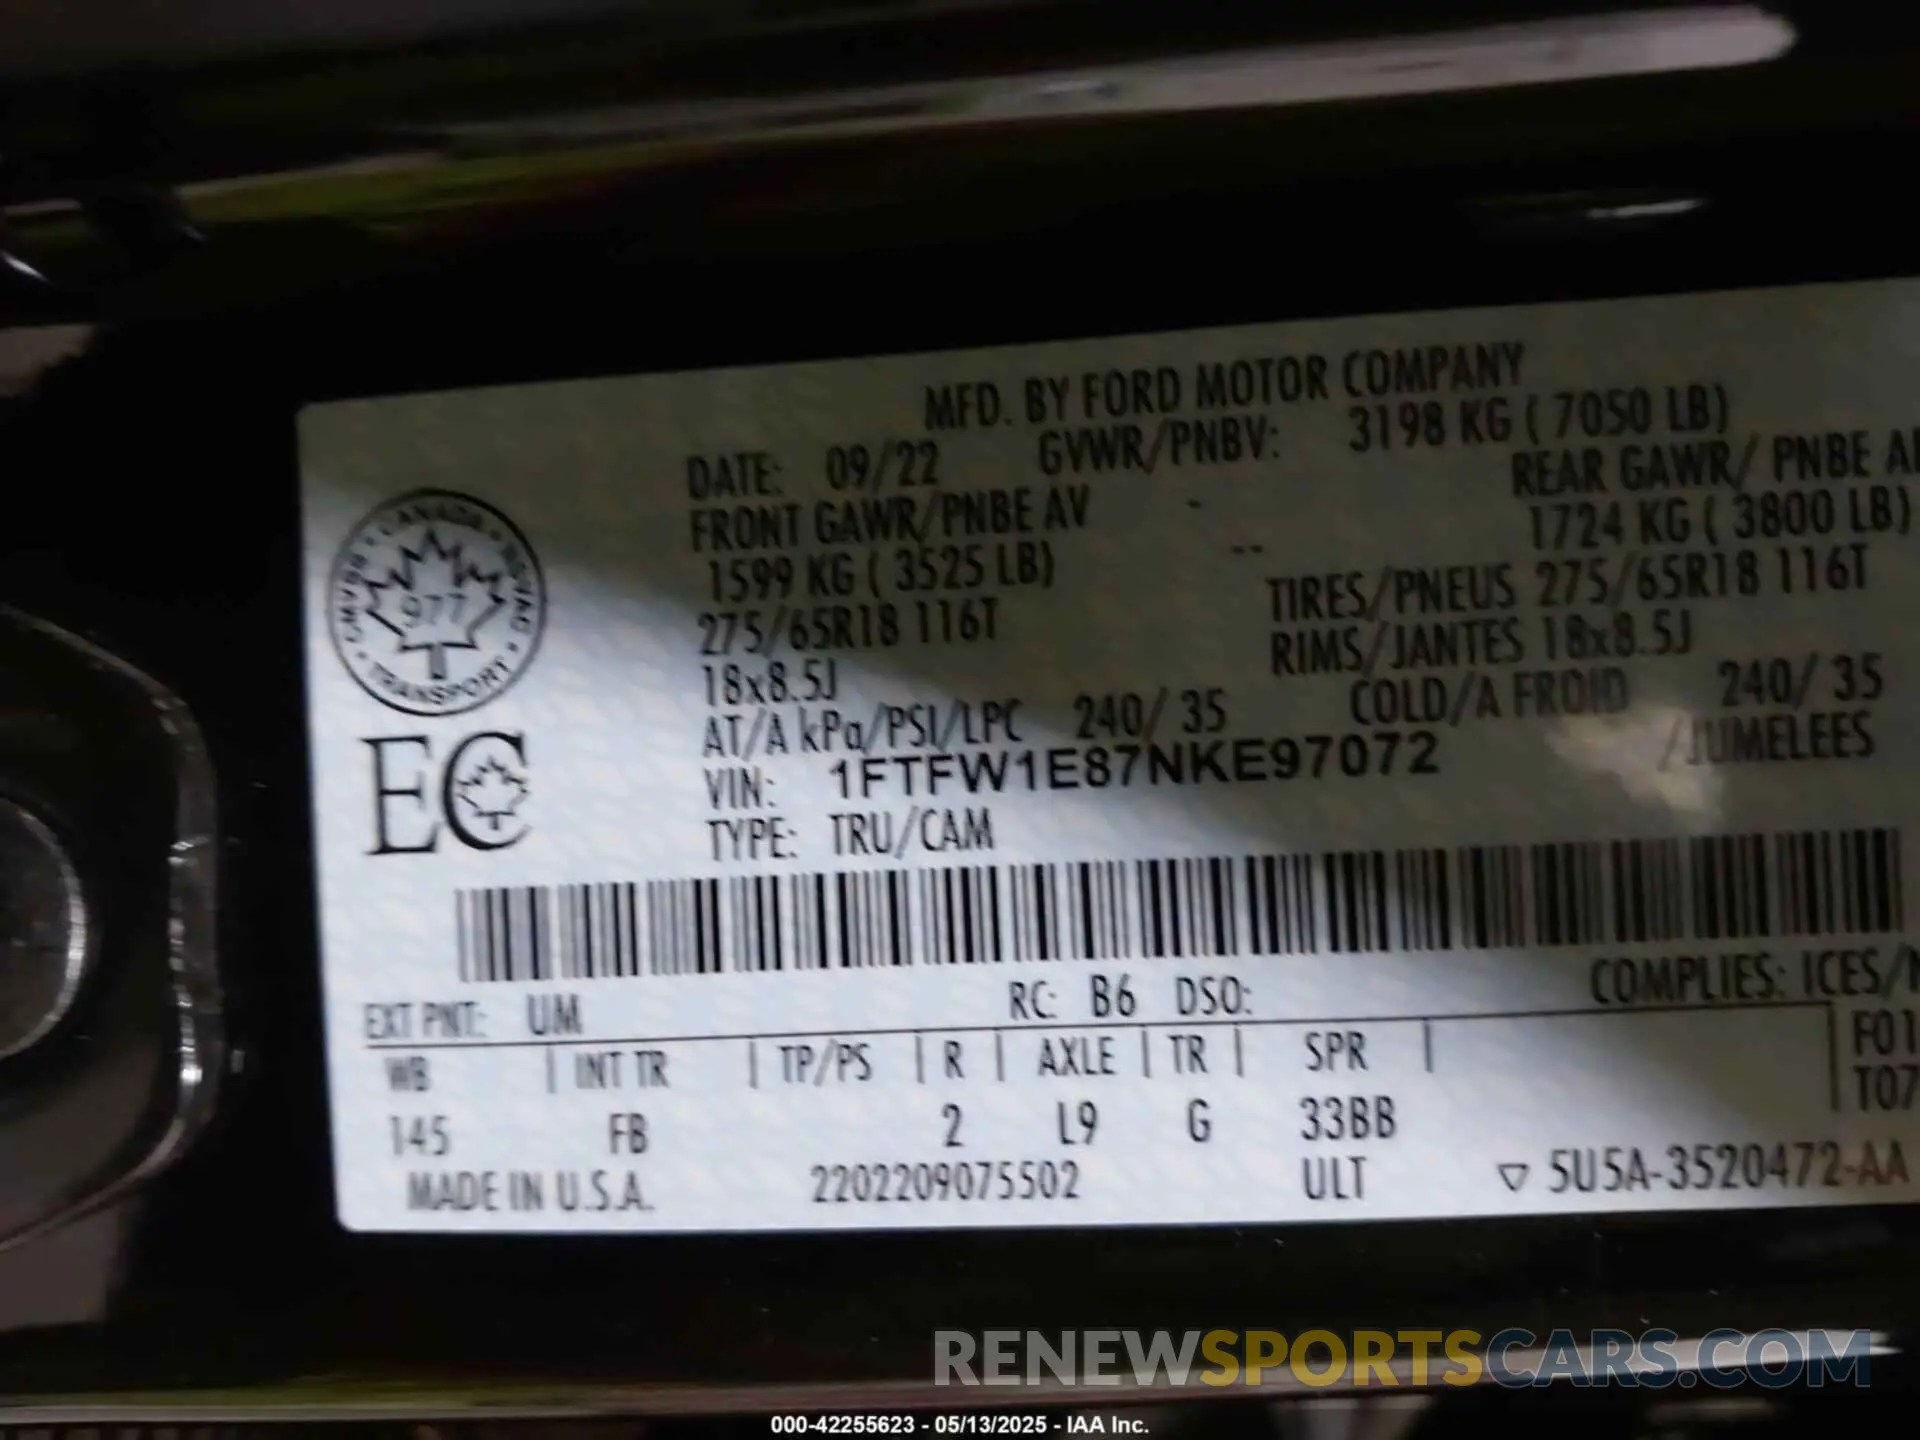 MFD. BY FORD MOTOR COMPANY
DATE: 09/22 GVWR/PNBV: 3198 KG ( 7050 LB)
FRONT GAWR/PNBE AV REAR GAWR/ PNBE
1599 KG ( 3525 LB) 1724 KG ( 3800 LB)
275/65R18 116T TIRES/PNEUS 275/65R18 116T
18x8.5J RIMS/JANTES 18x8.5J
AT/A kPa/PSI/LPC 240/ 35 COLD/A FROID 240/ 35
VIN: 1FTFW1E87NKE97072 /JUMELEES
TYPE: TRU/CAM
CANADA
977
TRANSPORT
EC
EXT PNT: UM RC: B6 DSO: COMPLIES: ICES/
WB | INT TR | TP/PS | R | AXLE | TR | SPR | F01
T07
145 FB 2 L9 G 33BB
MADE IN U.S.A. 2202209075502 ULT ▽ 5U5A-3520472-AA
RENEWSPORTSCARS.COM
000-42255623 - 05/13/2025 - IAA Inc.